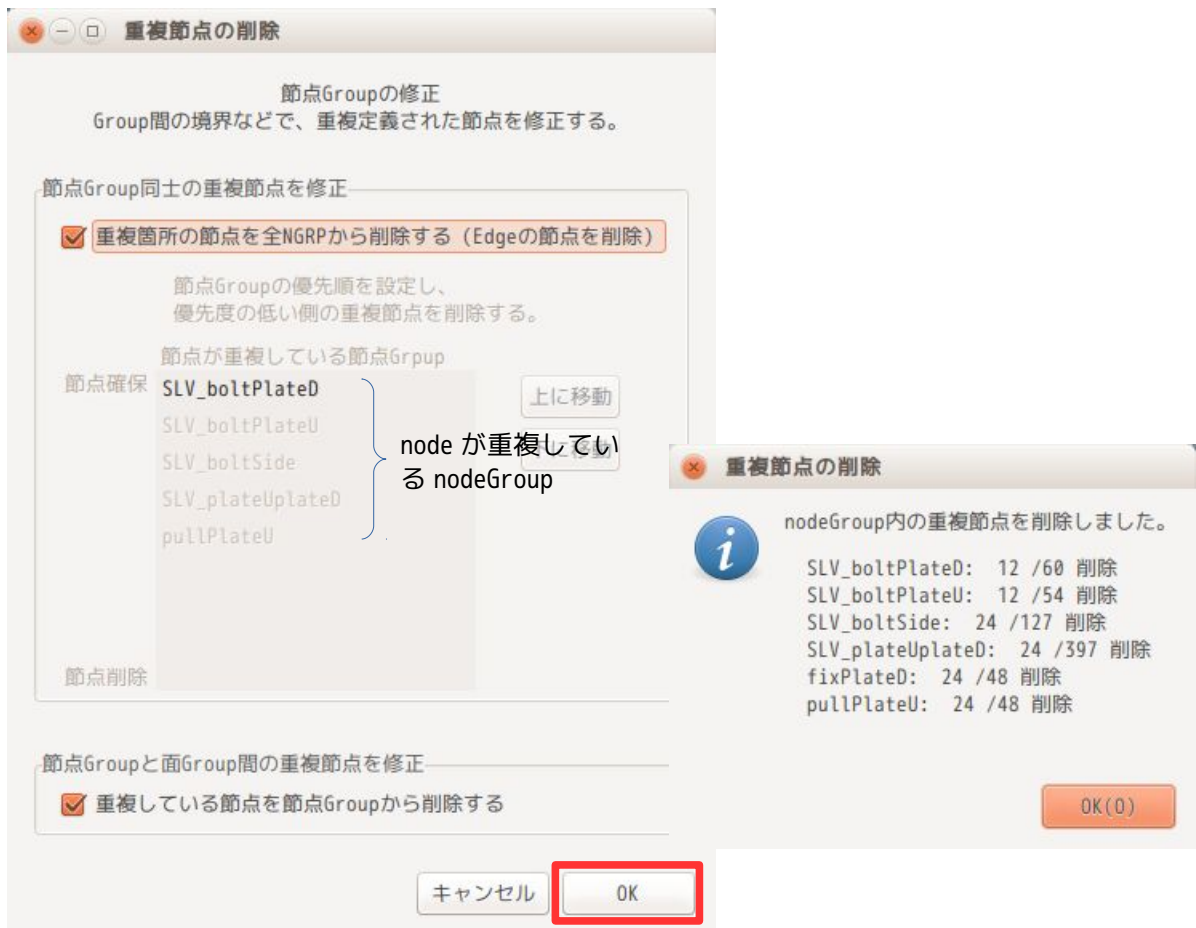 重複節点の削除
節点Groupの修正
Group間の境界などで、重複定義された節点を修正する。
節点Group同士の重複節点を修正
重複箇所の節点を全NGRPから削除する（Edgeの節点を削除）
節点Groupの優先順を設定し、
優先度の低い側の重複節点を削除する。
節点が重複している節点Grpup
節点確保
SLV_boltPlateD
SLV_boltPlateU
SLV_boltSide
SLV_plateUplateD
pullPlateU
節点削除
上に移動
下に移動
node が重複してい
る nodeGroup
節点Groupと面Group間の重複節点を修正
重複している節点を節点Groupから削除する
キャンセル
OK
重複節点の削除
nodeGroup内の重複節点を削除しました。
SLV_boltPlateD: 12 /60 削除
SLV_boltPlateU: 12 /54 削除
SLV_boltSide: 24 /127 削除
SLV_plateUplateD: 24 /397 削除
fixPlateD: 24 /48 削除
pullPlateU: 24 /48 削除
OK(O)